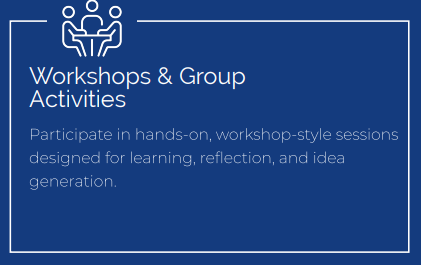 Workshops & Group
Activities
Participate in hands-on, workshop-style sessions
designed for learning, reflection, and idea
generation.